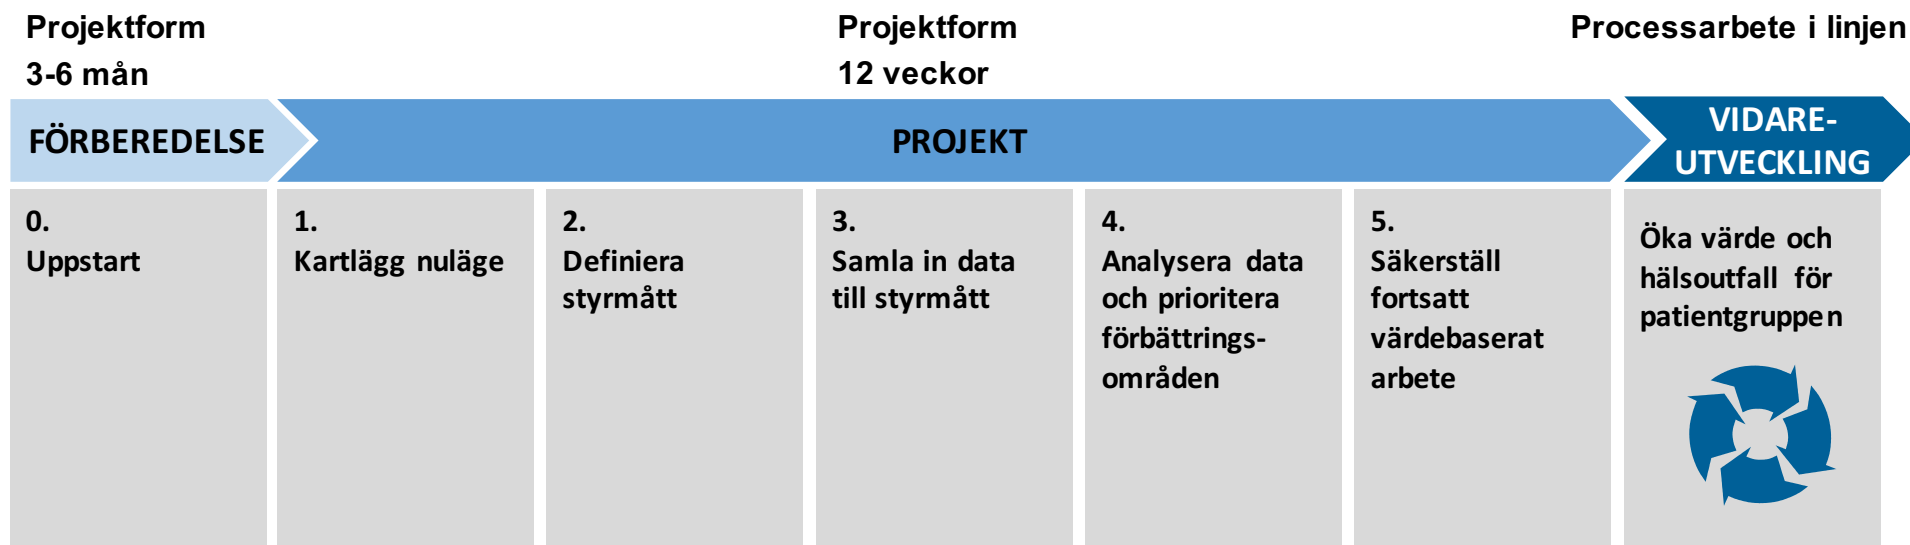 Projektform
3-6 mån
Projektform
12 veckor
Processarbete i linjen
FÖRBEREDELSE
PROJEKT
VIDARE-
UTVECKLING
0.
Uppstart
1.
Kartlägg nuläge
2.
Definiera
styrmått
3.
Samla in data
till styrmått
4.
Analysera data
och prioritera
förbättrings-
områden
5.
Säkerställ
fortsatt
värdebaserat
arbete
Öka värde och
hälsoutfall för
patientgruppen